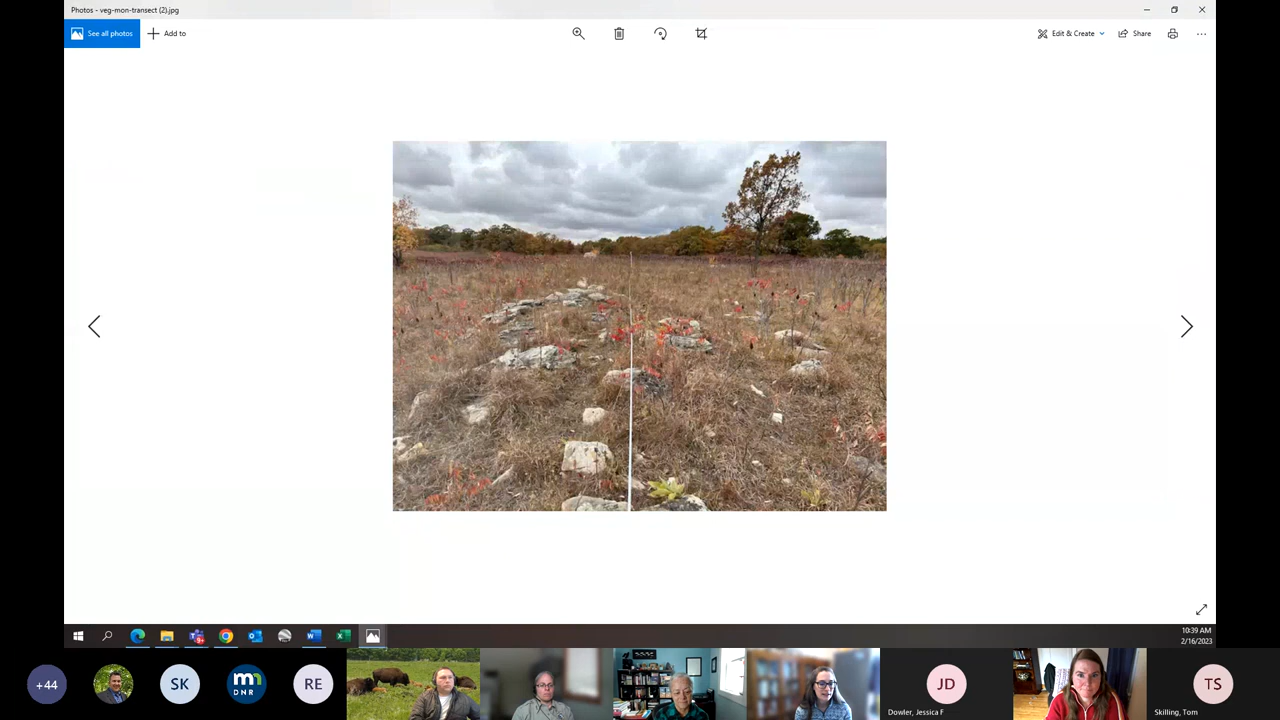 Photos - veg-mon-transect (2).jpg
See all photos
Add to
Edit & Create
Share
10:39 AM
2/16/2023
+44
SK
mn
DNR
RE
JD
Dowler, Jessica F
TS
Skilling, Tom